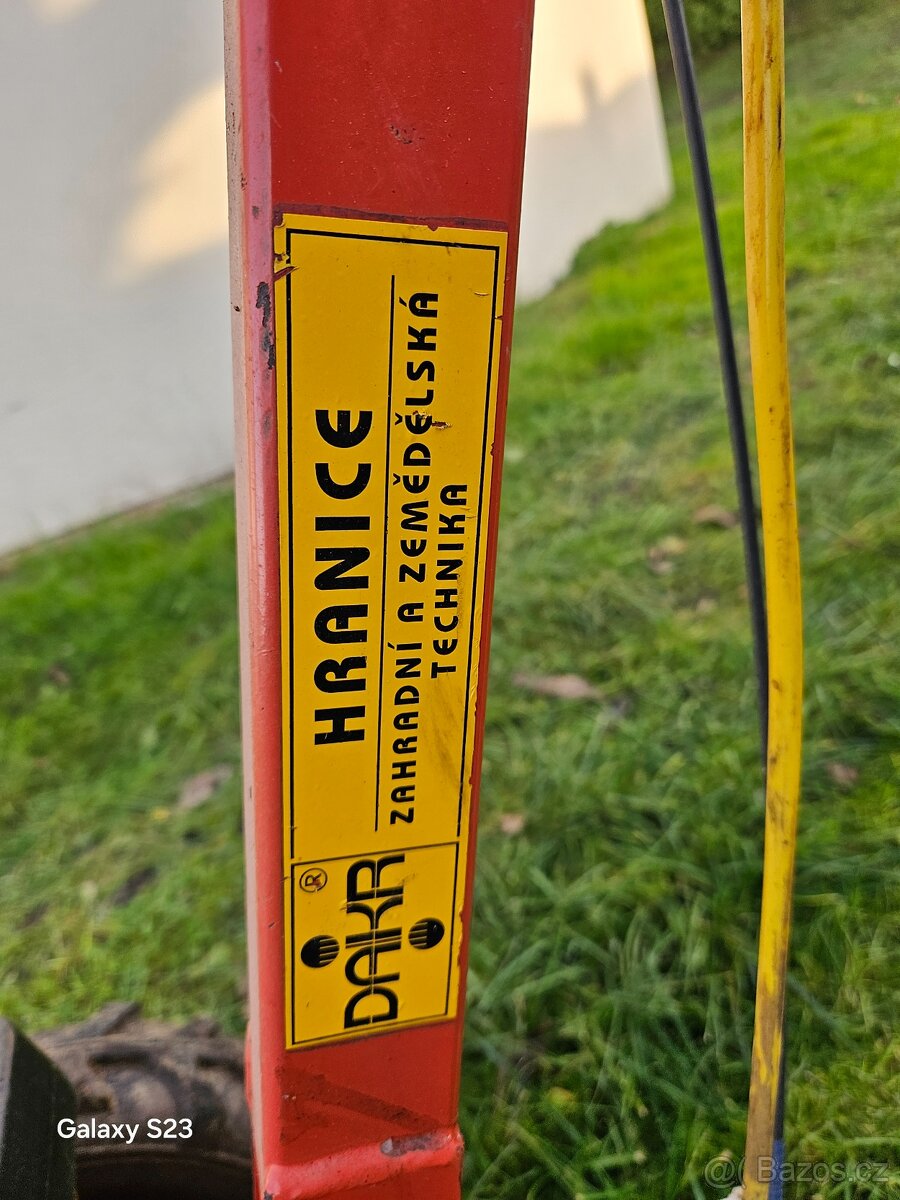 DAKR
®
HRANICE
ZAHRADNÍ A ZEMĚDĚLSKÁ
TECHNIKA
Galaxy S23
@ Bazos.cz